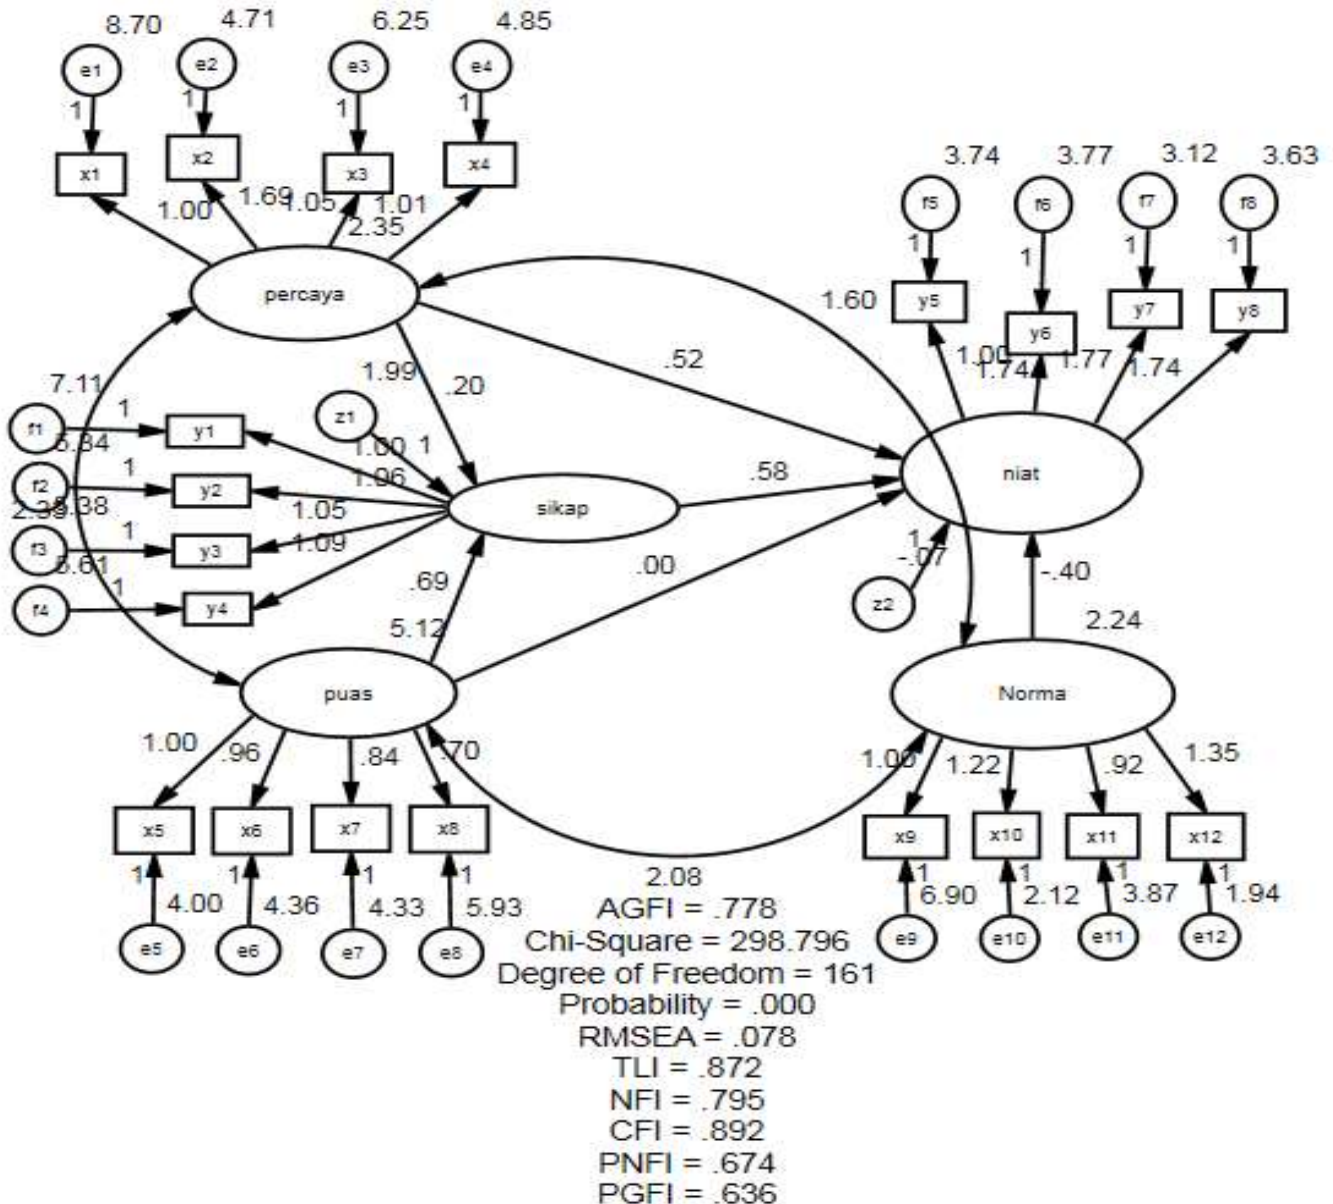 8.70 4.71 6.25 4.85
e1 e2 e3 e4
1 1 1 1
x1 x2 x3 x4
1.00 1.69 1.05 1.01
2.35
percaya
3.74 3.77 3.12 3.63
f5 f6 f7 f8
1 1 1 1
y5 y6 y7 y8
1.60
1.00 1.74 1.77 1.74
niat
.52
1.99 .20
7.11
f1 1 y1
z1
1.00 1
f2 1 y2
1.06
f3 1 y3
1.05
f4 1 y4
1.09
5.61
sikap
.58
.69
.00
5.12
1
-.07
z2
-.40
2.24
puas
Norma
1.00 .96 .84 .70
x5 x6 x7 x8
1 1 1 1
4.00 4.36 4.33 5.93
e5 e6 e7 e8
1.00 1.22 .92 1.35
x9 x10 x11 x12
1 1 1 1
6.90 2.12 3.87 1.94
e9 e10 e11 e12
2.08
AGFI = .778
Chi-Square = 298.796
Degree of Freedom = 161
Probability = .000
RMSEA = .078
TLI = .872
NFI = .795
CFI = .892
PNFI = .674
PGFI = .636